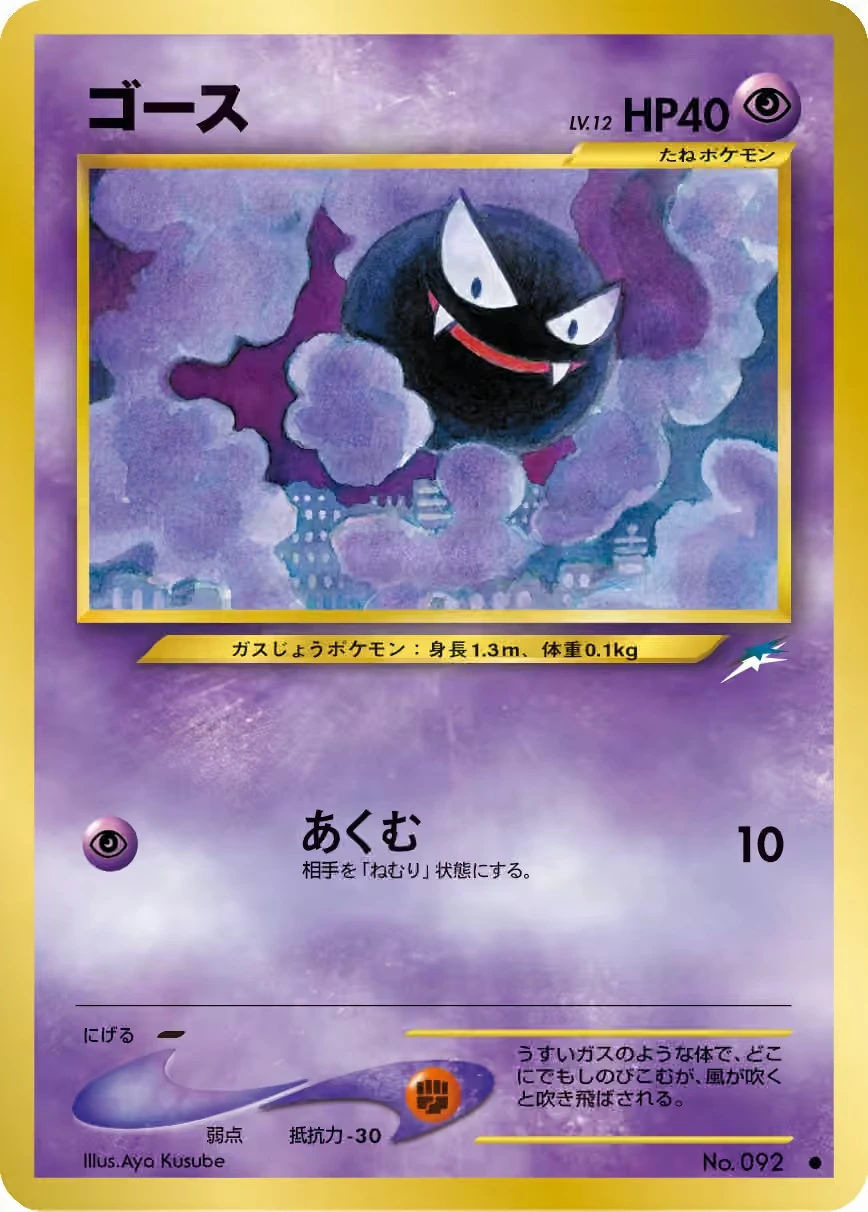 ゴース
LV.12 HP40
たねポケモン
ガスじょうポケモン：身長1.3m、体重0.1kg
あくむ 10
相手を「ねむり」状態にする。
にげる
うすいガスのような体で、どこ
にでもしのびこむが、風が吹く
と吹き飛ばされる。
弱点 抵抗力-30
Illus.Aya Kusube
No.092